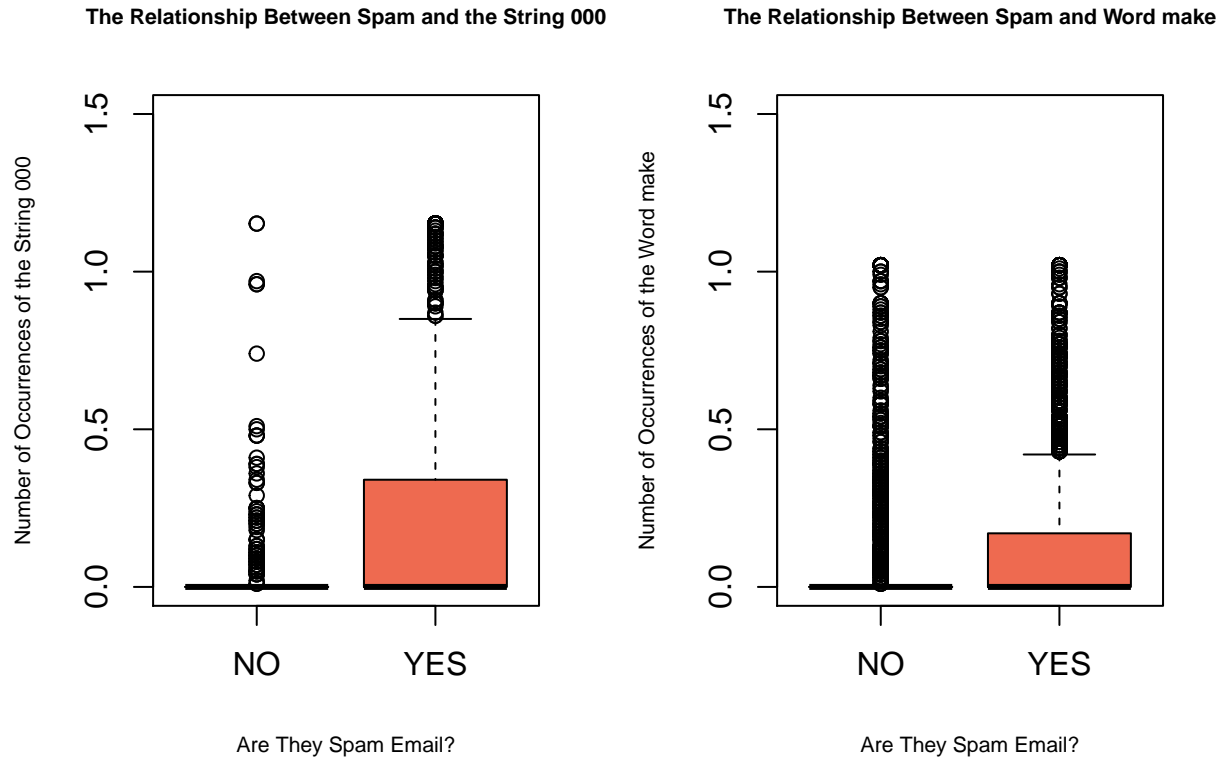 The Relationship Between Spam and the String 000
Number of Occurrences of the String 000
1.5
1.0
0.5
0.0
NO YES
Are They Spam Email?
The Relationship Between Spam and Word make
Number of Occurrences of the Word make
1.5
1.0
0.5
0.0
NO YES
Are They Spam Email?